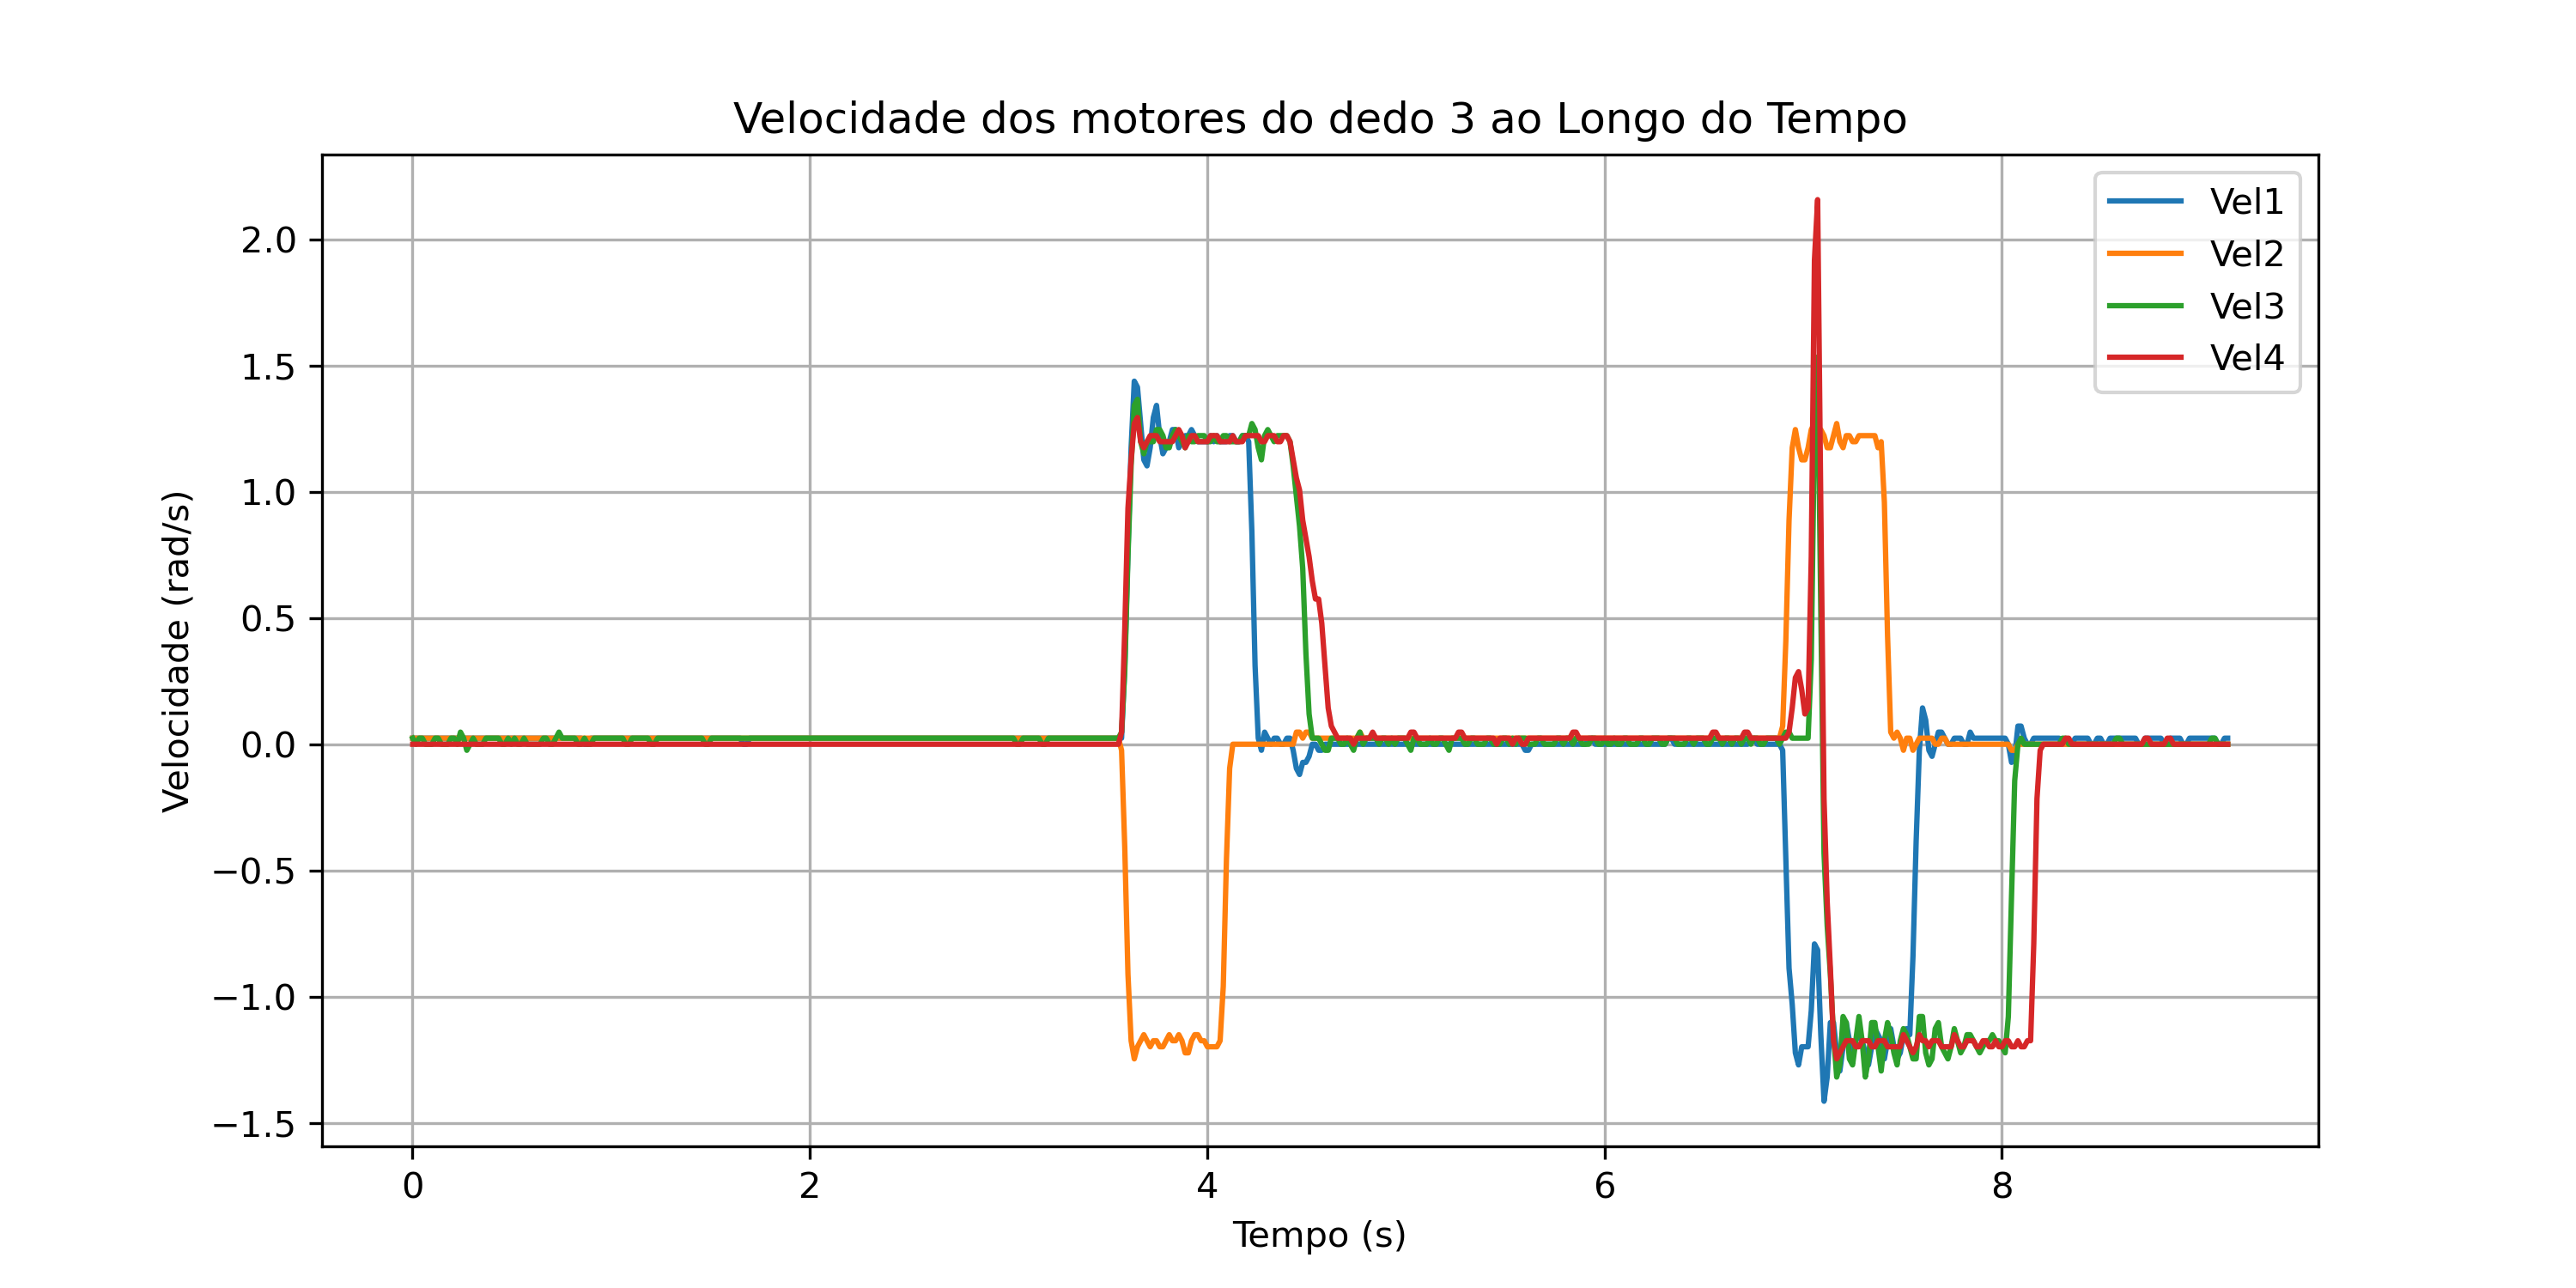 Velocidade dos motores do dedo 3 ao Longo do Tempo
Vel1
Vel2
Vel3
Vel4
Velocidade (rad/s)
2.0
1.5
1.0
0.5
0.0
−0.5
−1.0
−1.5
0 2 4 6 8
Tempo (s)